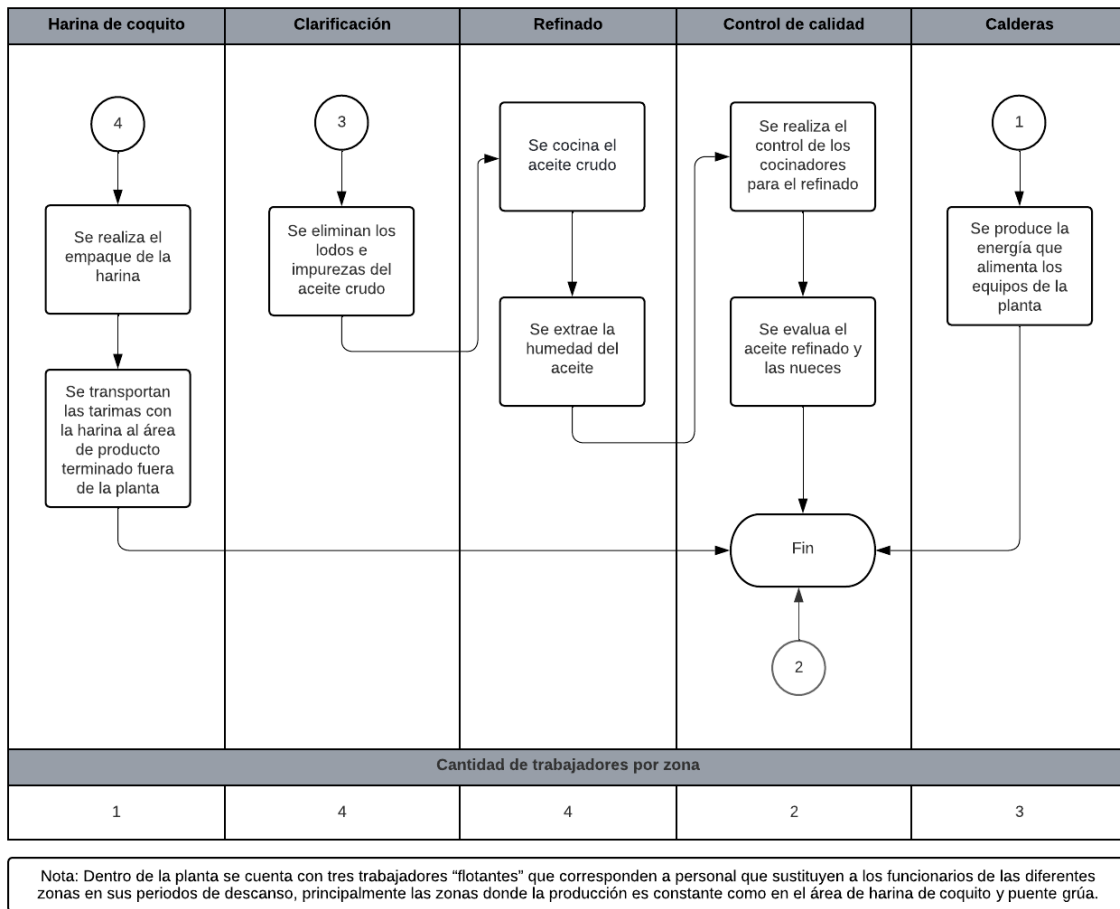 Harina de coquito
Clarificación
Refinado
Control de calidad
Calderas
4
Se realiza el
empaque de la
harina
Se transportan
las tarimas con
la harina al área
de producto
terminado fuera
de la planta
3
Se eliminan los
lodos e
impurezas del
aceite crudo
Se cocina el
aceite crudo
Se extrae la
humedad del
aceite
Se realiza el
control de los
cocinadores
para el refinado
Se evalua el
aceite refinado y
las nueces
Fin
2
1
Se produce la
energía que
alimenta los
equipos de la
planta
Cantidad de trabajadores por zona
1
4
4
2
3
Nota: Dentro de la planta se cuenta con tres trabajadores “flotantes” que corresponden a personal que sustituyen a los funcionarios de las diferentes
zonas en sus periodos de descanso, principalmente las zonas donde la producción es constante como en el área de harina de coquito y puente grúa.